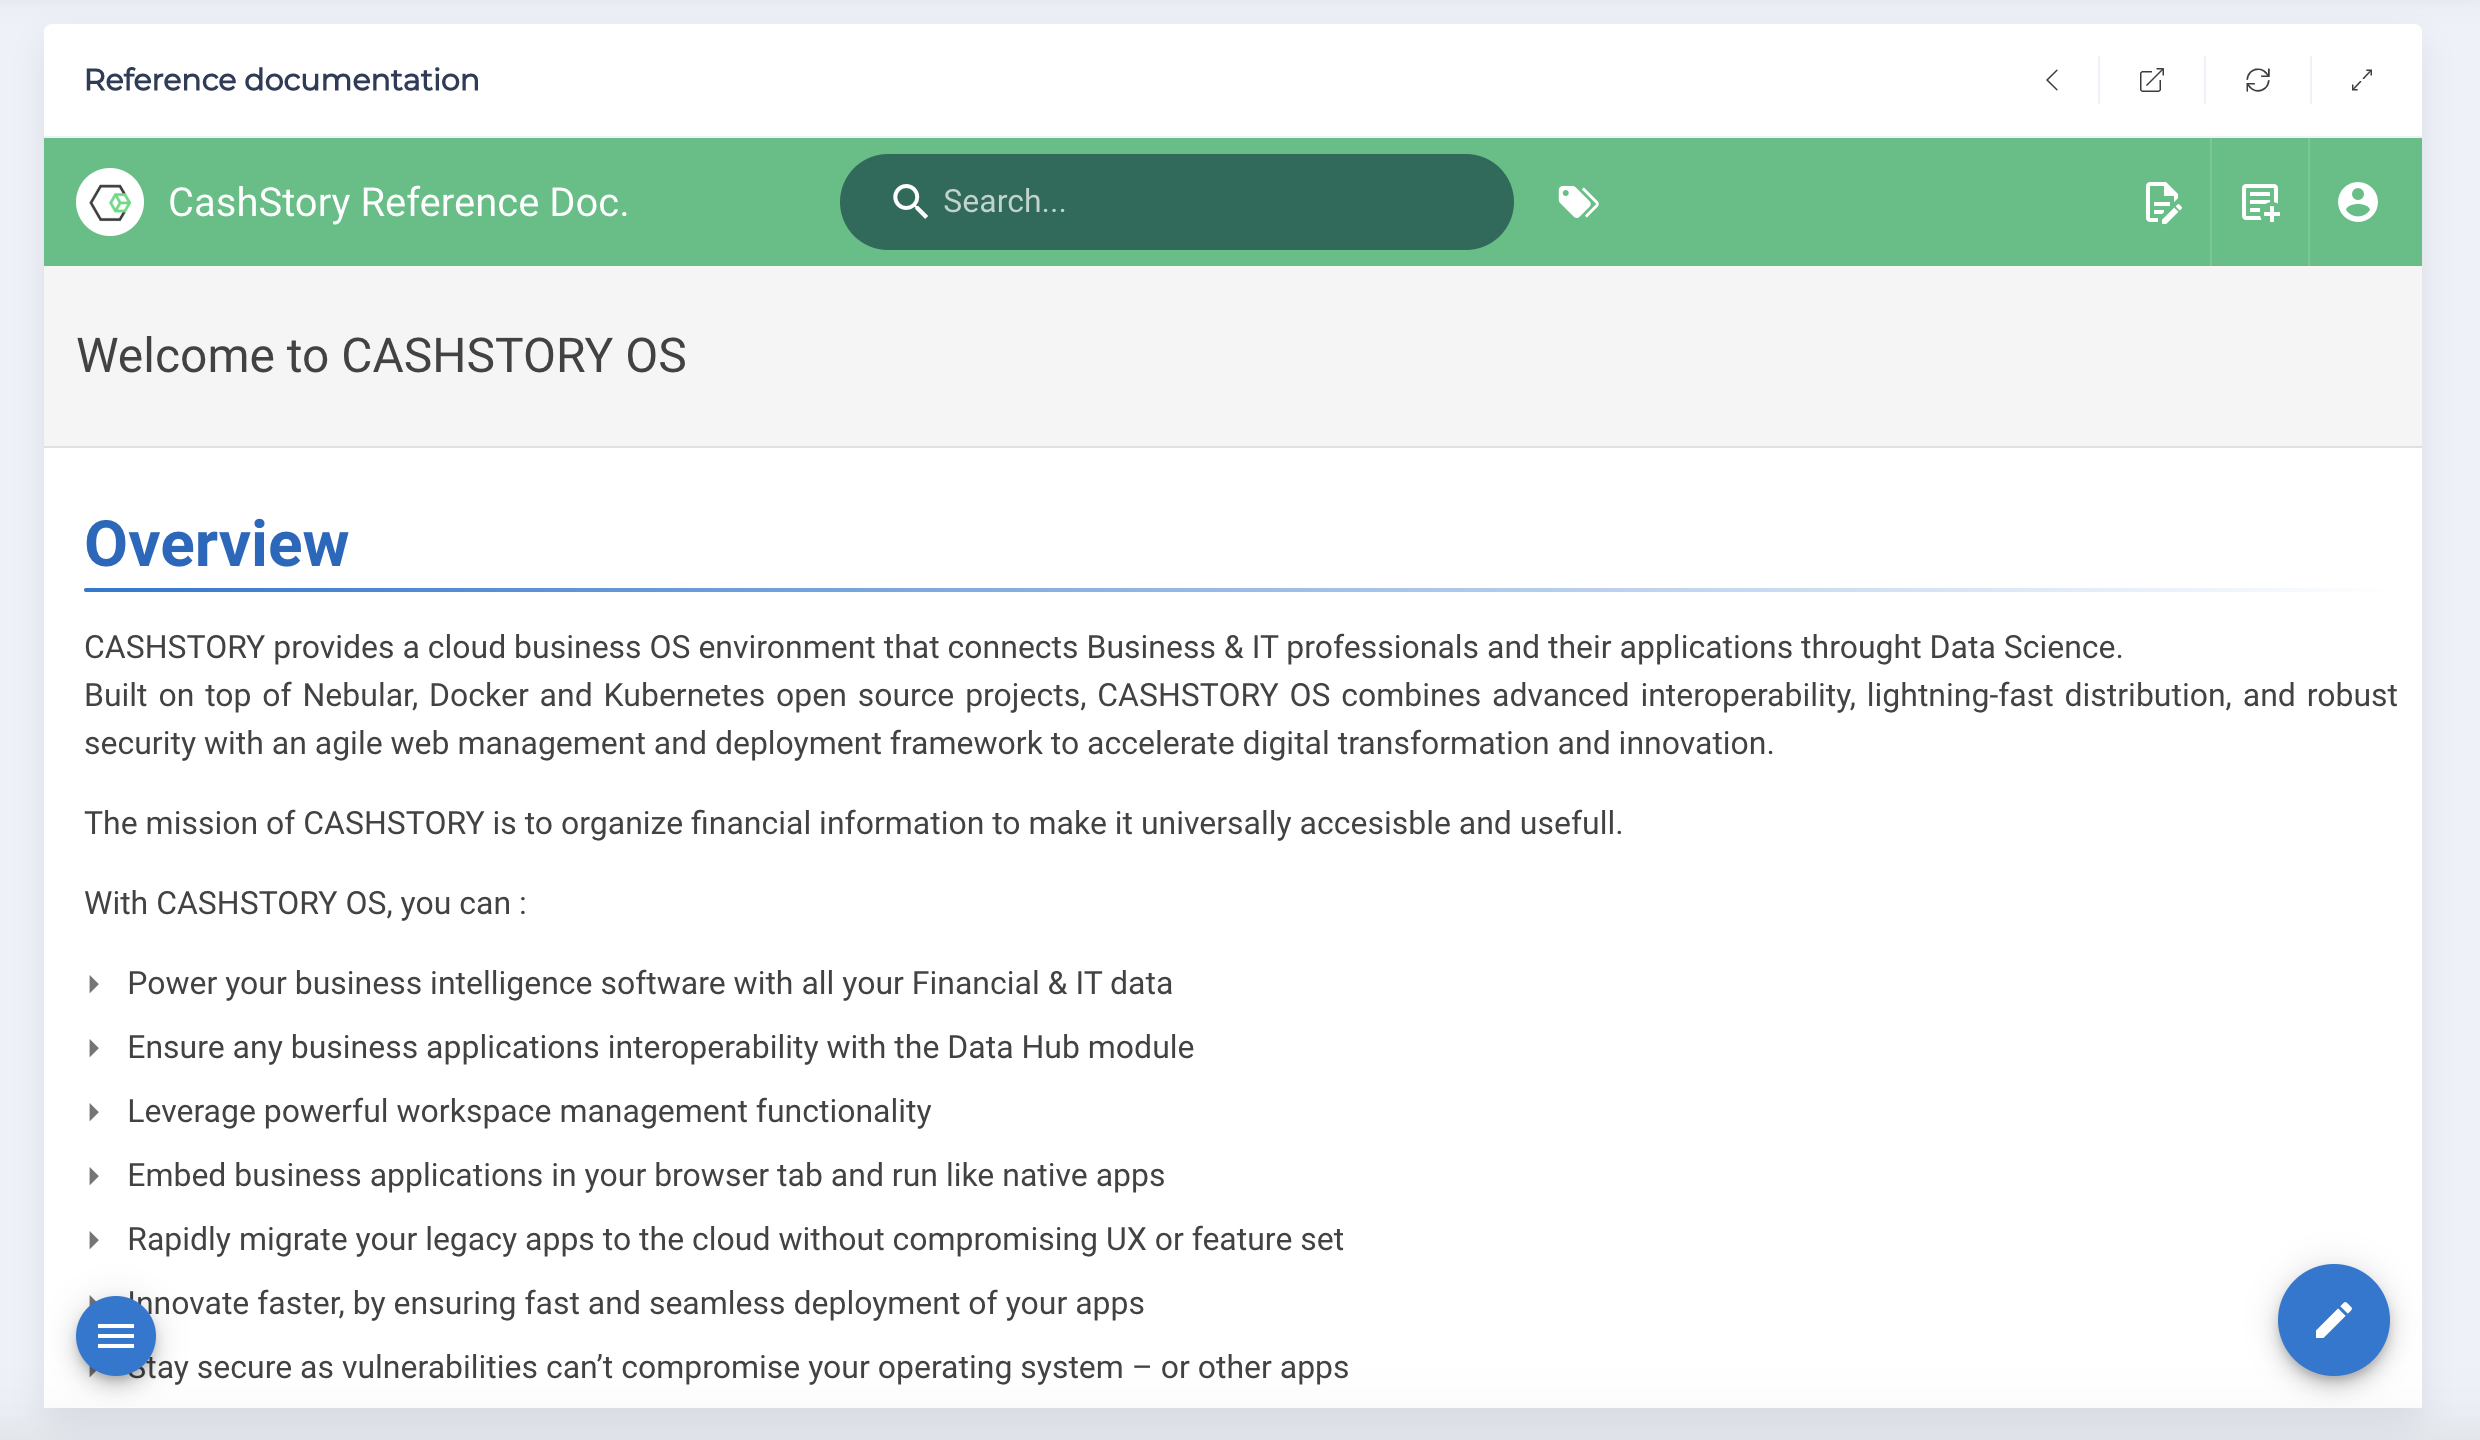 Reference documentation
CashStory Reference Doc.
Search...
Welcome to CASHSTORY OS
Overview
CASHSTORY provides a cloud business OS environment that connects Business & IT professionals and their applications throught Data Science.
Built on top of Nebular, Docker and Kubernetes open source projects, CASHSTORY OS combines advanced interoperability, lightning-fast distribution, and robust
security with an agile web management and deployment framework to accelerate digital transformation and innovation.
The mission of CASHSTORY is to organize financial information to make it universally accesisble and usefull.
With CASHSTORY OS, you can :
Power your business intelligence software with all your Financial & IT data
Ensure any business applications interoperability with the Data Hub module
Leverage powerful workspace management functionality
Embed business applications in your browser tab and run like native apps
Rapidly migrate your legacy apps to the cloud without compromising UX or feature set
Innovate faster, by ensuring fast and seamless deployment of your apps
Stay secure as vulnerabilities can’t compromise your operating system – or other apps